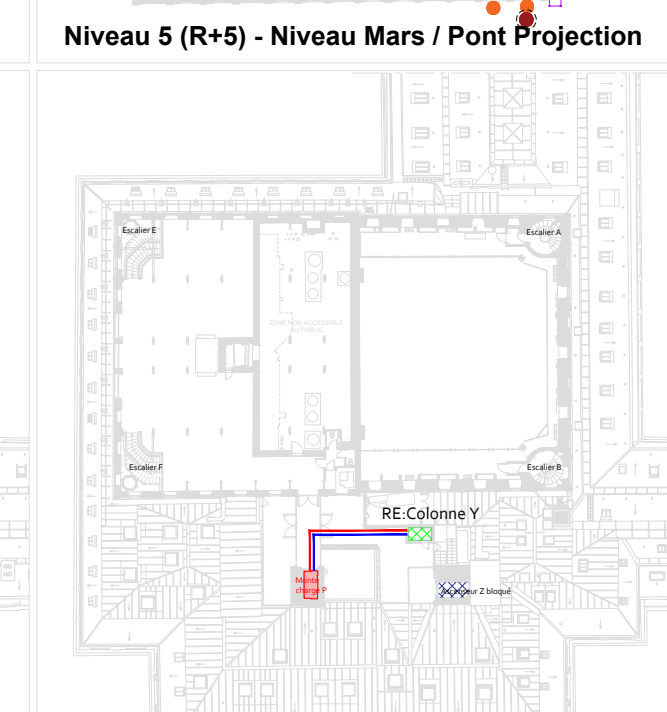 Niveau 5 (R+5) - Niveau Mars / Pont Projection
Escalier E
Escalier A
ZONE NON ACCESSIBLE
AU PUBLIC
Escalier F
Escalier B
RE:Colonne Y
Monte
charge P
Ascenseur Z bloqué